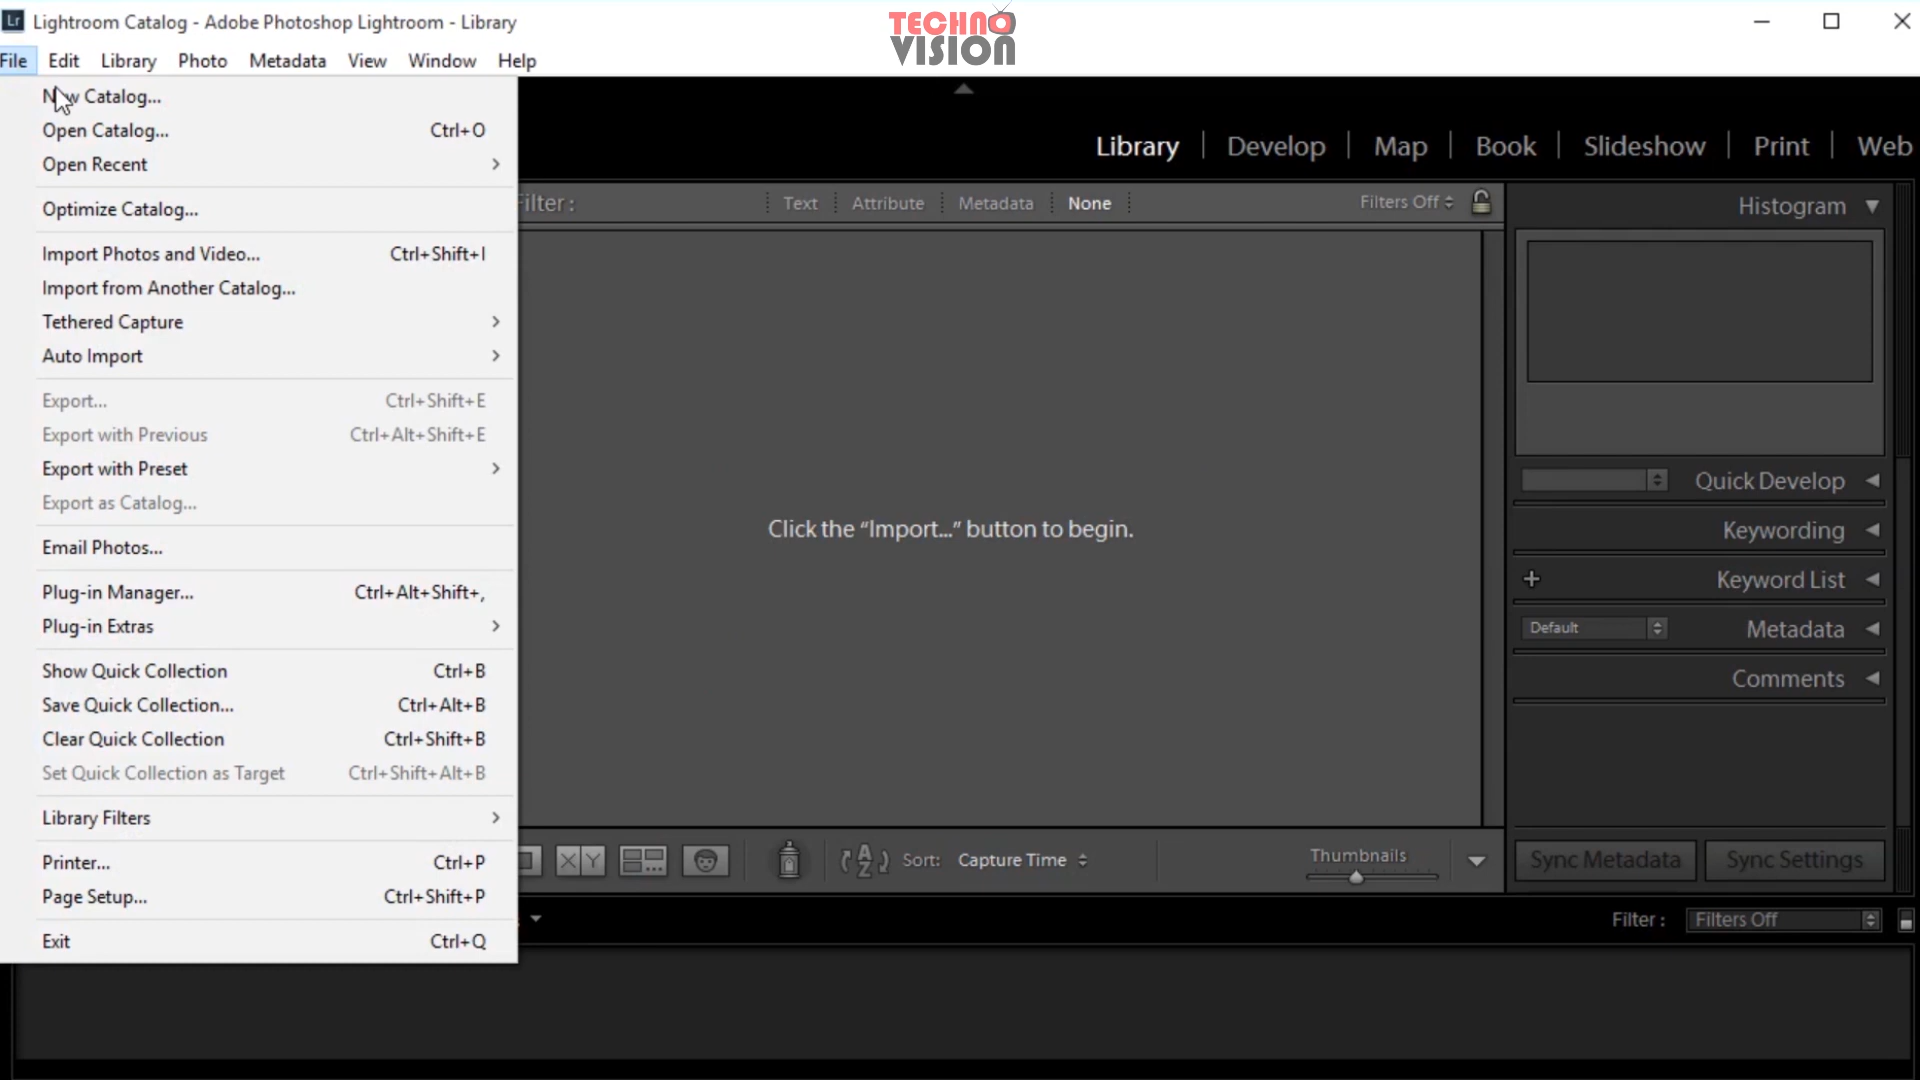 Lr Lightroom Catalog - Adobe Photoshop Lightroom - Library
TECHNO
VISION
File Edit Library Photo Metadata View Window Help
New Catalog...
Open Catalog... Ctrl+O
Open Recent
Optimize Catalog...
Import Photos and Video... Ctrl+Shift+I
Import from Another Catalog...
Tethered Capture
Auto Import
Export... Ctrl+Shift+E
Export with Previous Ctrl+Alt+Shift+E
Export with Preset
Export as Catalog...
Email Photos...
Plug-in Manager... Ctrl+Alt+Shift+,
Plug-in Extras
Show Quick Collection Ctrl+B
Save Quick Collection... Ctrl+Alt+B
Clear Quick Collection Ctrl+Shift+B
Set Quick Collection as Target Ctrl+Shift+Alt+B
Library Filters
Printer... Ctrl+P
Page Setup... Ctrl+Shift+P
Exit Ctrl+Q
Library | Develop | Map | Book | Slideshow | Print | Web
Filter : Text Attribute Metadata None Filters Off
Click the “Import...” button to begin.
Histogram
Quick Develop
Keywording
+ Keyword List
Default Metadata
Comments
XY Sort: Capture Time Thumbnails
Sync Metadata Sync Settings
Filter : Filters Off